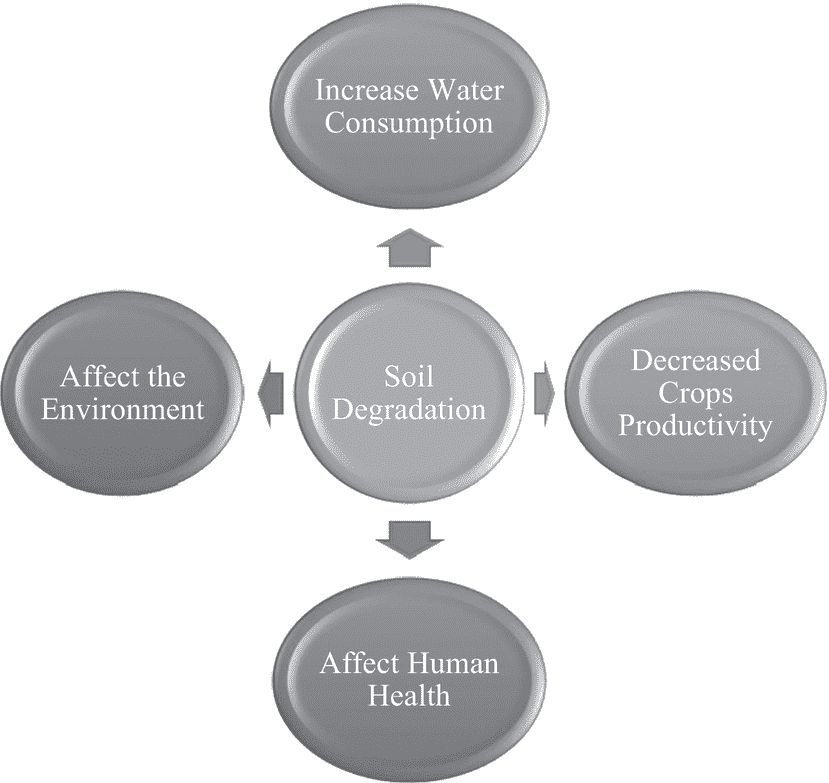 Increase Water
Consumption
Affect the
Environment
Soil
Degradation
Decreased
Crops
Productivity
Affect Human
Health